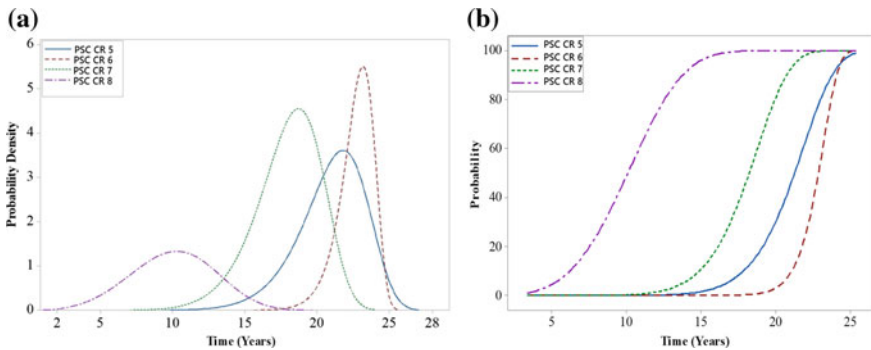 (a)
PSC CR 5
PSC CR 6
PSC CR 7
PSC CR 8
Probability Density
6
5
4
3
2
1
0
2
5
10
15
20
25
28
Time (Years)
(b)
PSC CR 5
PSC CR 6
PSC CR 7
PSC CR 8
Probability
100
80
60
40
20
0
10
15
20
25
Time (Years)